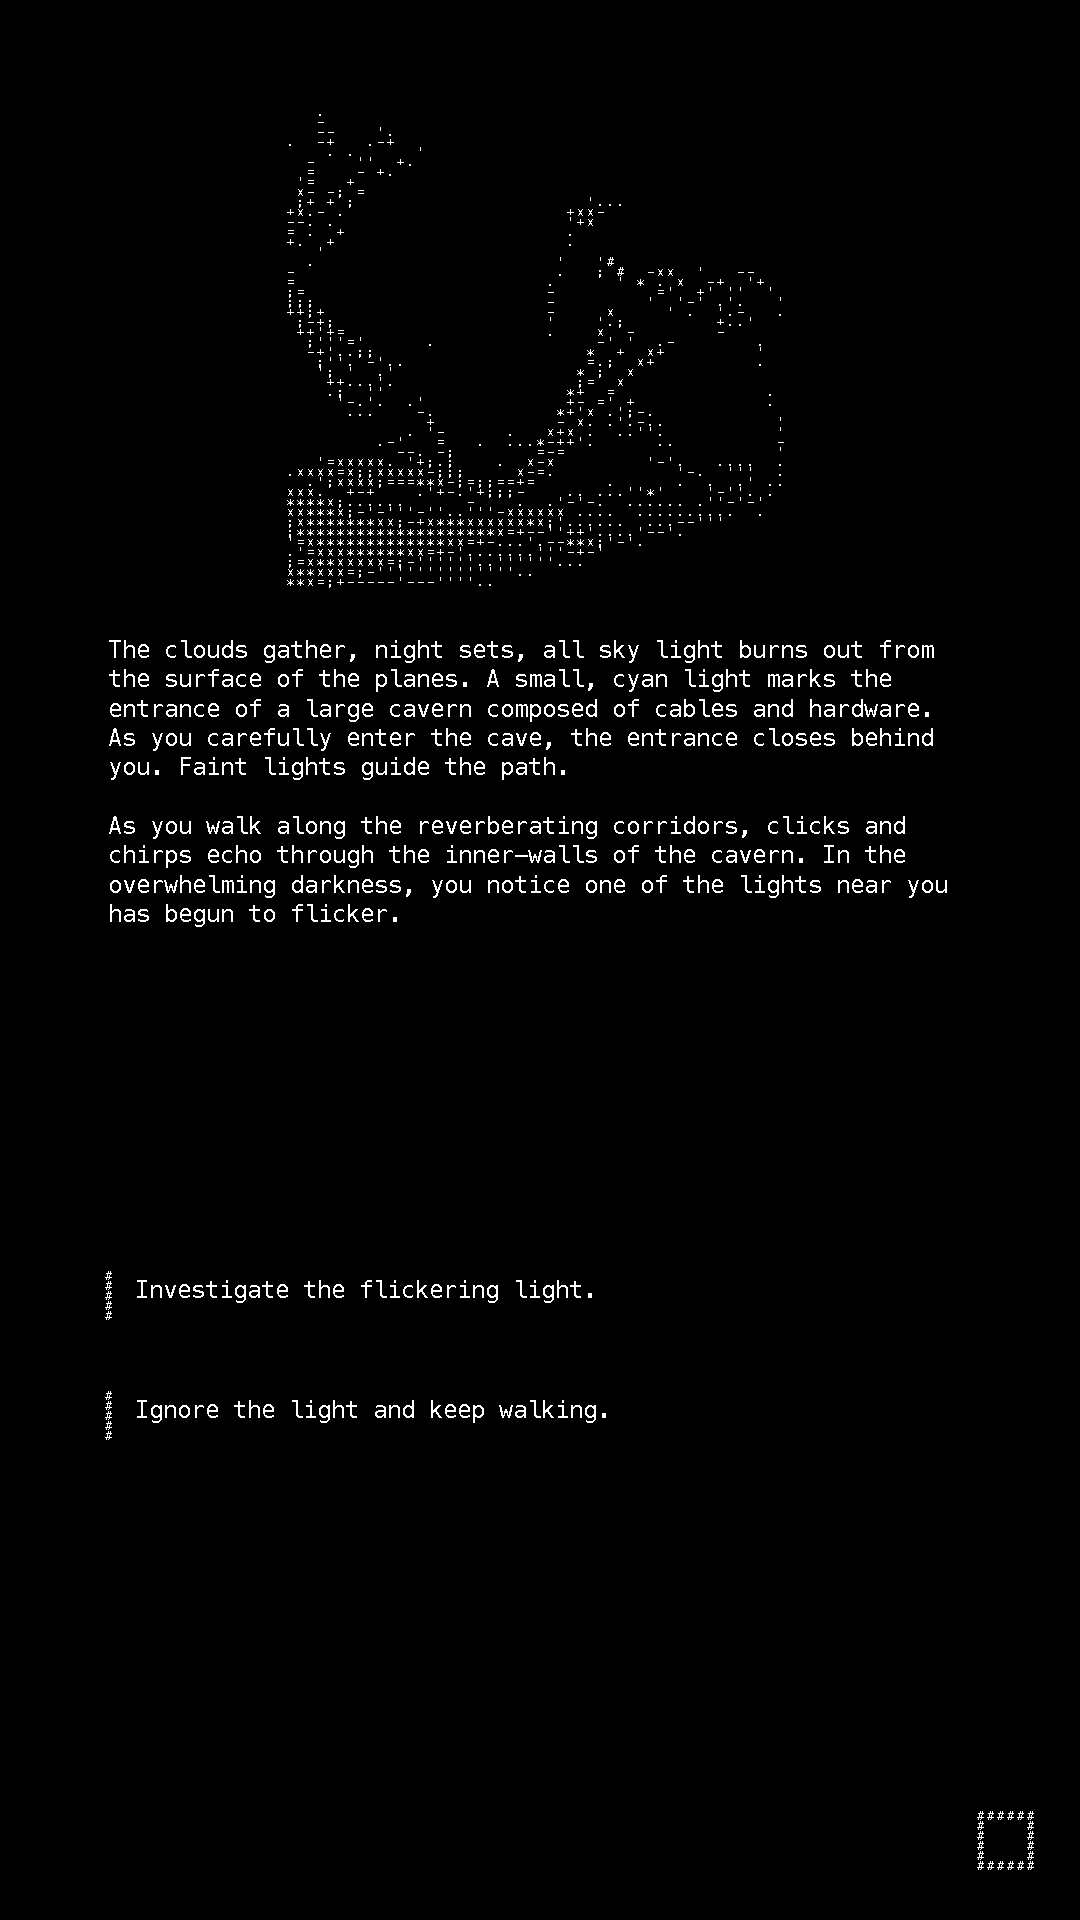 The clouds gather, night sets, all sky light burns out from
the surface of the planes. A small, cyan light marks the
entrance of a large cavern composed of cables and hardware.
As you carefully enter the cave, the entrance closes behind
you. Faint lights guide the path.
As you walk along the reverberating corridors, clicks and
chirps echo through the inner–walls of the cavern. In the
overwhelming darkness, you notice one of the lights near you
has begun to flicker.
Investigate the flickering light.
Ignore the light and keep walking.